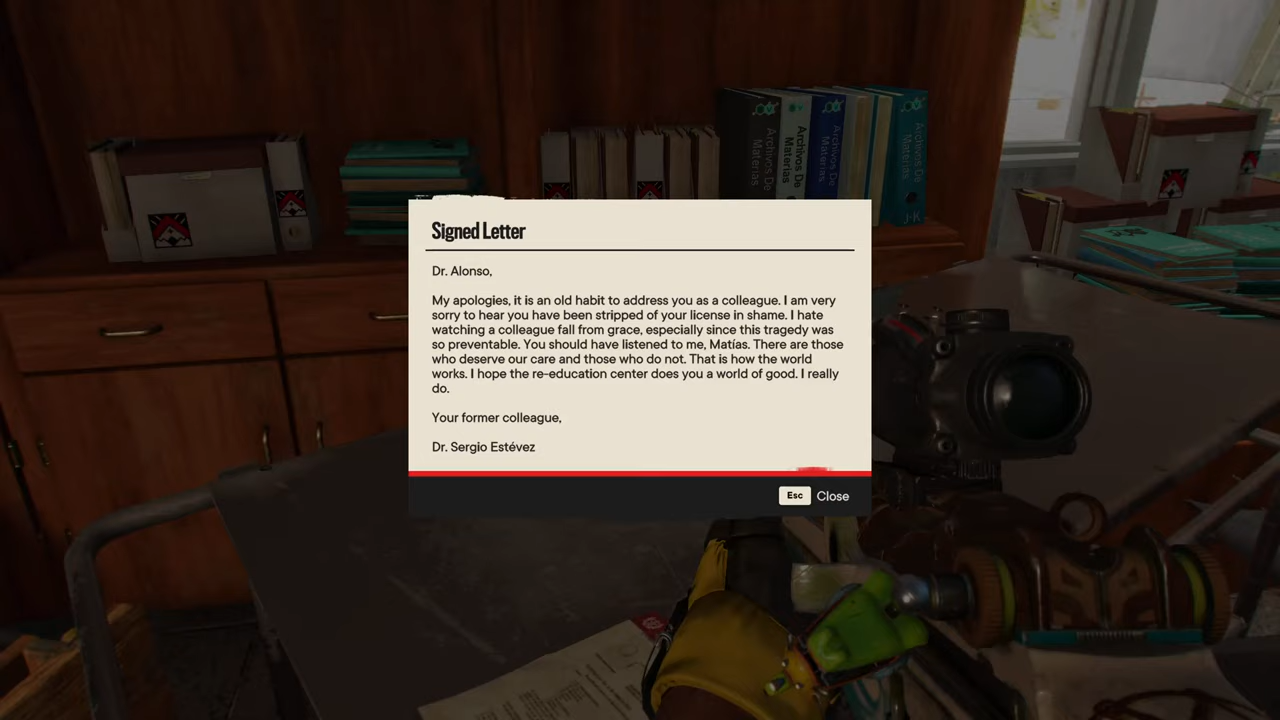 Archivos De
Materias
Archivos De
Materias
Archivos De
Materias
Archivos De
Materias
J-K
Signed Letter
Dr. Alonso,
My apologies, it is an old habit to address you as a colleague. I am very
sorry to hear you have been stripped of your license in shame. I hate
watching a colleague fall from grace, especially since this tragedy was
so preventable. You should have listened to me, Matías. There are those
who deserve our care and those who do not. That is how the world
works. I hope the re-education center does you a world of good. I really
do.
Your former colleague,
Dr. Sergio Estévez
Esc Close